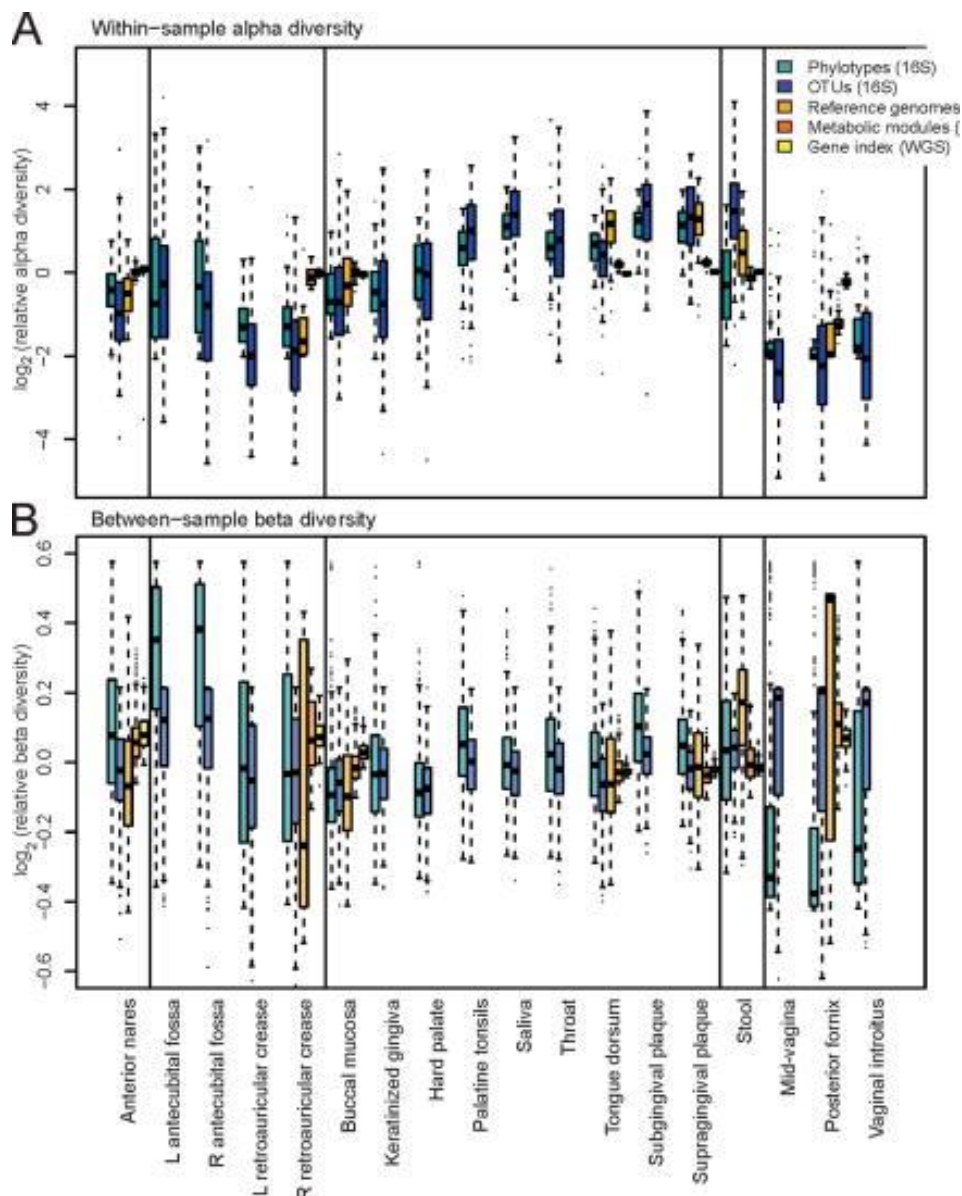 A
Within-sample alpha diversity
Phylotypes (16S)
OTUs (16S)
Reference genomes
Metabolic modules (
Gene index (WGS)
log2 (relative alpha diversity)
4
2
0
−2
−4
B
Between-sample beta diversity
log2 (relative beta diversity)
0.6
0.4
0.2
0.0
−0.2
−0.4
−0.6
Anterior nares
L antecubital fossa
R antecubital fossa
L retroauricular crease
R retroauricular crease
Buccal mucosa
Keratinized gingiva
Hard palate
Palatine tonsils
Saliva
Throat
Tongue dorsum
Subgingival plaque
Supragingival plaque
Stool
Mid-vagina
Posterior fornix
Vaginal introitus